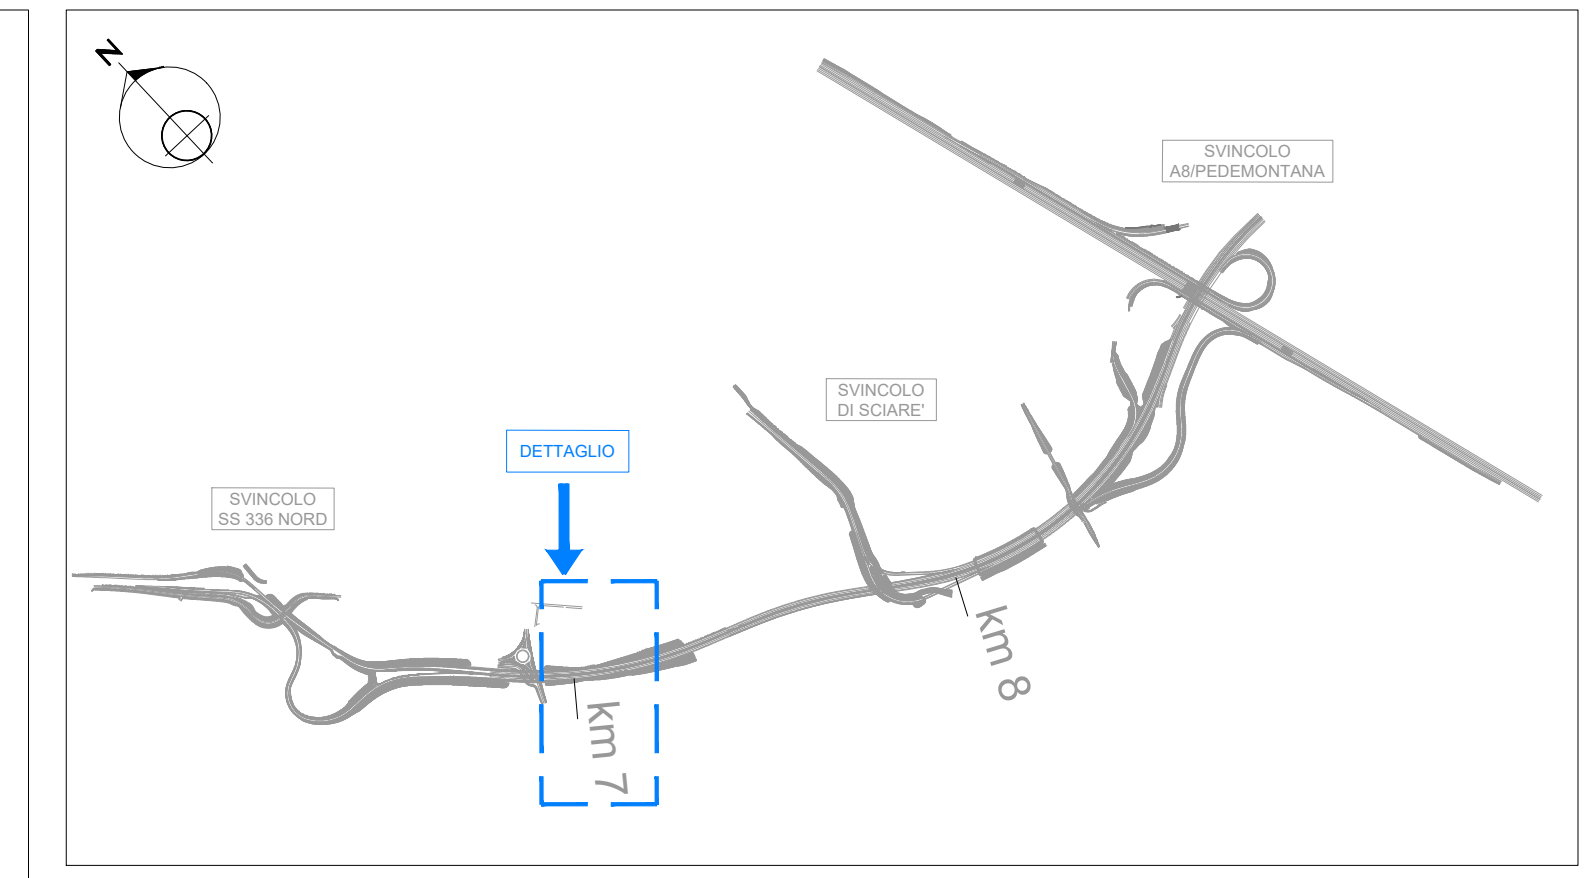 N
SVINCOLO
A8/PEDEMONTANA
SVINCOLO
DI SCIARE'
DETTAGLIO
SVINCOLO
SS 336 NORD
km 8
km 7